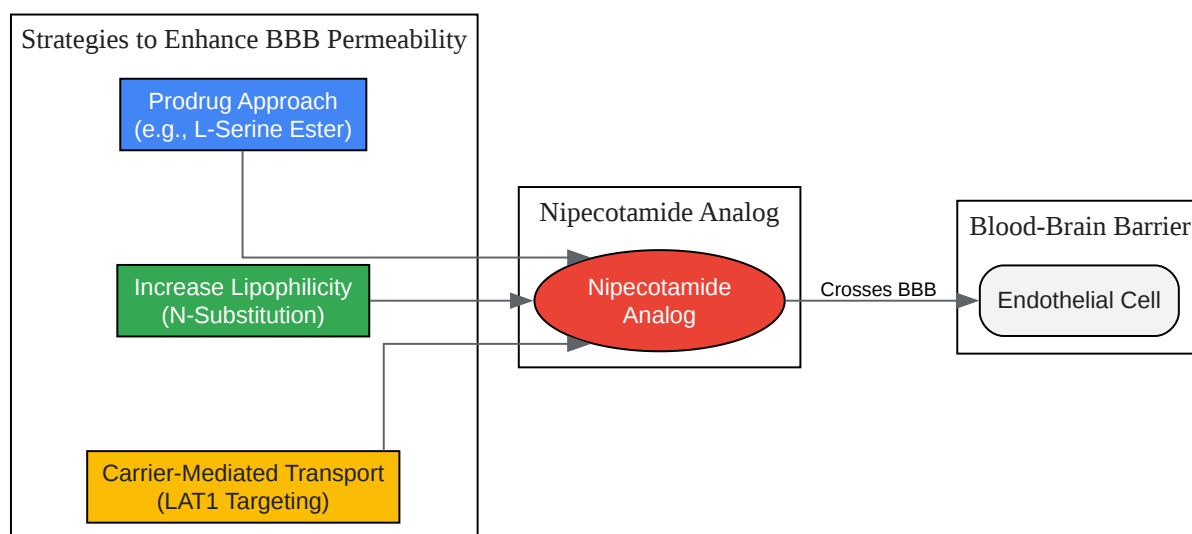 Strategies to Enhance BBB Permeability
Prodrug Approach
(e.g., L-Serine Ester)
Increase Lipophilicity
(N-Substitution)
Carrier-Mediated Transport
(LAT1 Targeting)
Nipecotamide Analog
Nipecotamide
Analog
Crosses BBB
Blood-Brain Barrier
Endothelial Cell